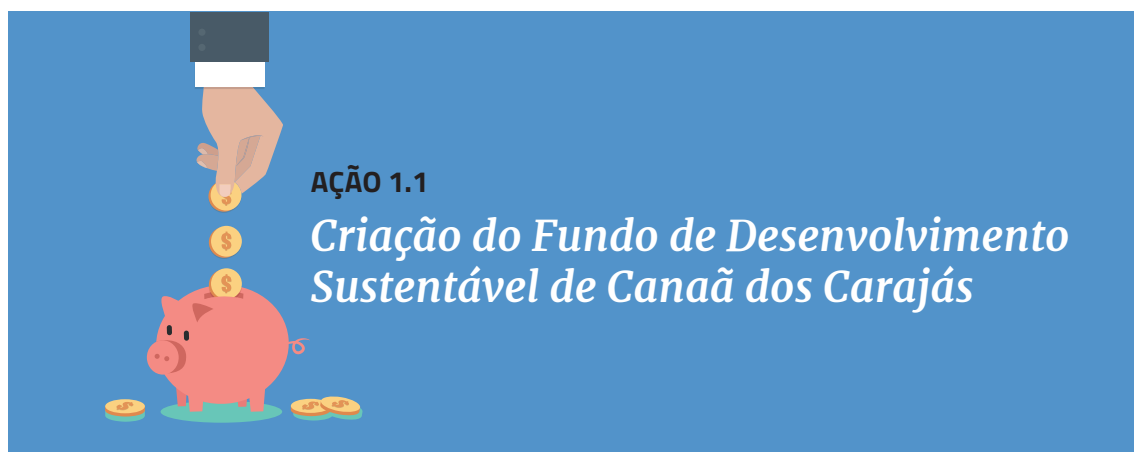 AÇÃO 1.1
Criação do Fundo de Desenvolvimento
Sustentável de Canaã dos Carajás